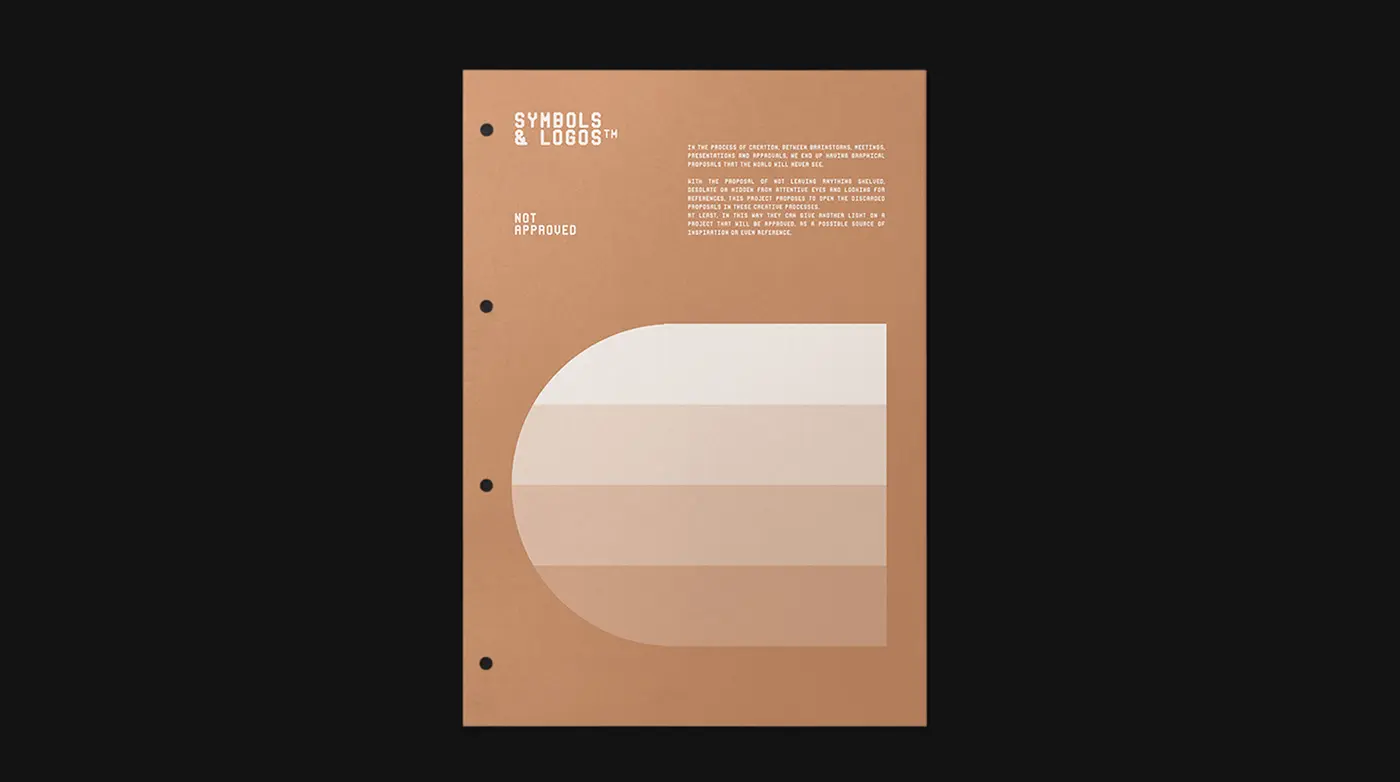 SYMBOLS
& LOGOS™
IN THE PROCESS OF CREATION, BETWEEN BRAINSTORMS, MEETINGS,
PRESENTATIONS AND APPROVALS, WE END UP HAVING GRAPHICAL
PROPOSALS THAT THE WORLD WILL NEVER SEE.
WITH THE PROPOSAL OF NOT LEAVING ANYTHING SHELVED,
DESOLATE OR HIDDEN FROM ATTENTIVE EYES AND LOOKING FOR
REFERENCES, THIS PROJECT PROPOSES TO OPEN THE DISCARDED
PROPOSALS IN THESE CREATIVE PROCESSES.
AT LEAST, IN THIS WAY THEY CAN GIVE ANOTHER LIGHT ON A
PROJECT THAT WILL BE APPROVED, AS A POSSIBLE SOURCE OF
INSPIRATION OR EVEN REFERENCE.
NOT
APPROVED